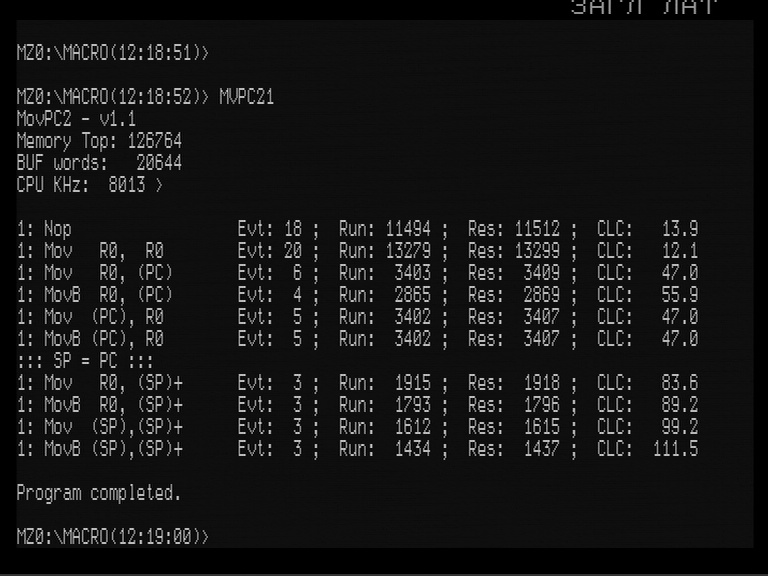 MZ0:\MACRO(12:18:51)>
MZ0:\MACRO(12:18:52)> MVPC21
MovPC2 - v1.1
Memory Top: 126764
BUF words:   20644
CPU KHz:  8013 >
1: Nop                  Evt: 18 ;  Run: 11494 ;  Res: 11512 ;  CLC:   13.9
1: Mov   R0,  R0        Evt: 20 ;  Run: 13279 ;  Res: 13299 ;  CLC:   12.1
1: Mov   R0, (PC)       Evt:  6 ;  Run:  3403 ;  Res:  3409 ;  CLC:   47.0
1: MovB  R0, (PC)       Evt:  4 ;  Run:  2865 ;  Res:  2869 ;  CLC:   55.9
1: Mov  (PC), R0        Evt:  5 ;  Run:  3402 ;  Res:  3407 ;  CLC:   47.0
1: MovB (PC), R0        Evt:  5 ;  Run:  3402 ;  Res:  3407 ;  CLC:   47.0
::: SP = PC :::
1: Mov   R0, (SP)+      Evt:  3 ;  Run:  1915 ;  Res:  1918 ;  CLC:   83.6
1: MovB  R0, (SP)+      Evt:  3 ;  Run:  1793 ;  Res:  1796 ;  CLC:   89.2
1: Mov  (SP),(SP)+      Evt:  3 ;  Run:  1612 ;  Res:  1615 ;  CLC:   99.2
1: MovB (SP),(SP)+      Evt:  3 ;  Run:  1434 ;  Res:  1437 ;  CLC:  111.5
Program completed.
MZ0:\MACRO(12:19:00)>